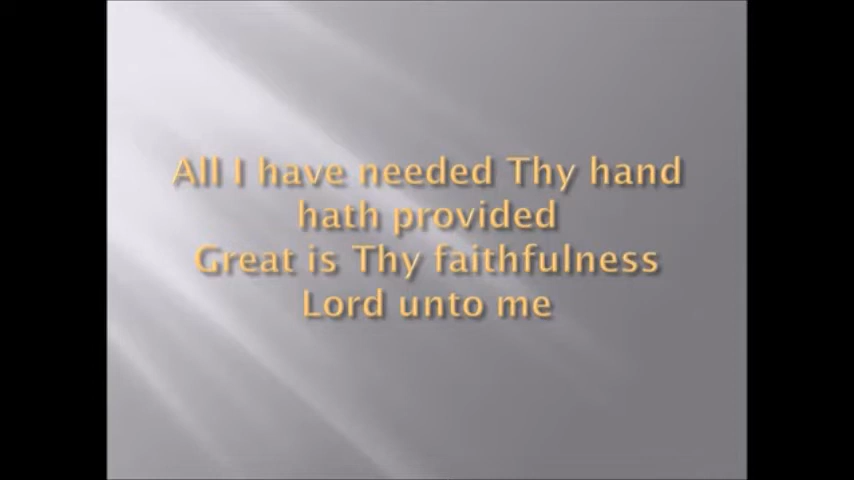 All I have needed Thy hand
hath provided
Great is Thy faithfulness
Lord unto me